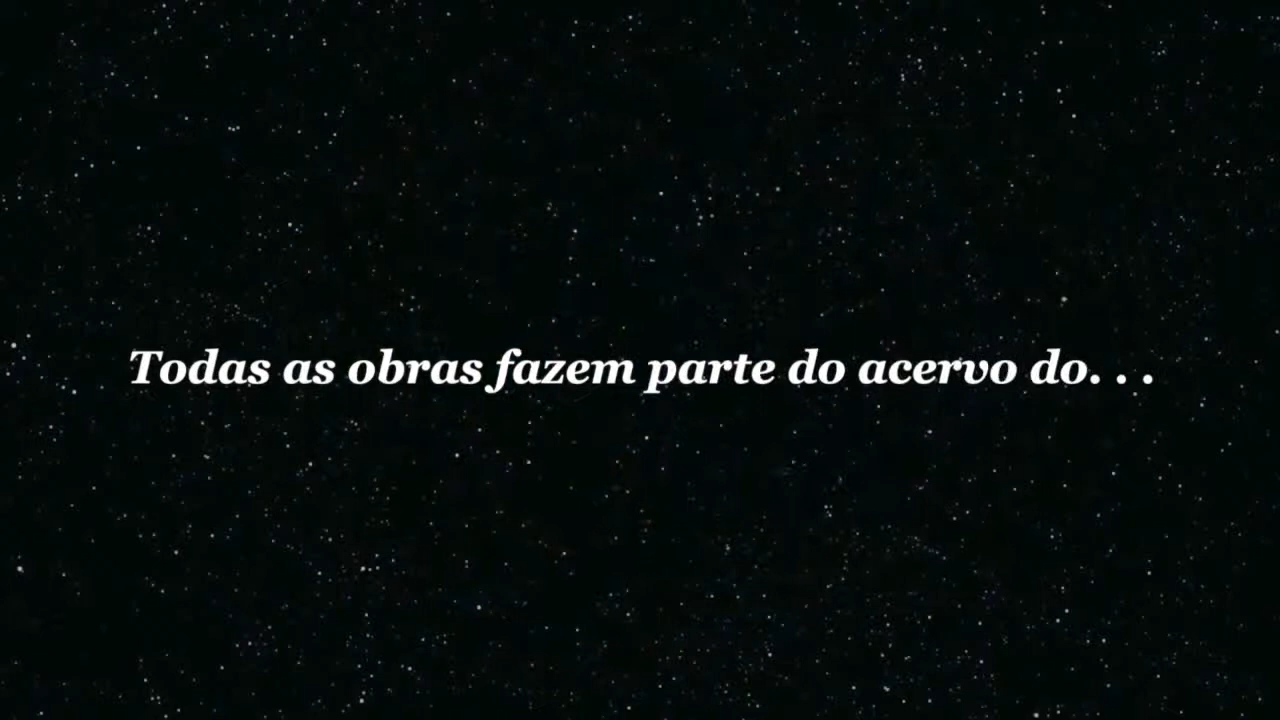 Todas as obras fazem parte do acervo do. . .